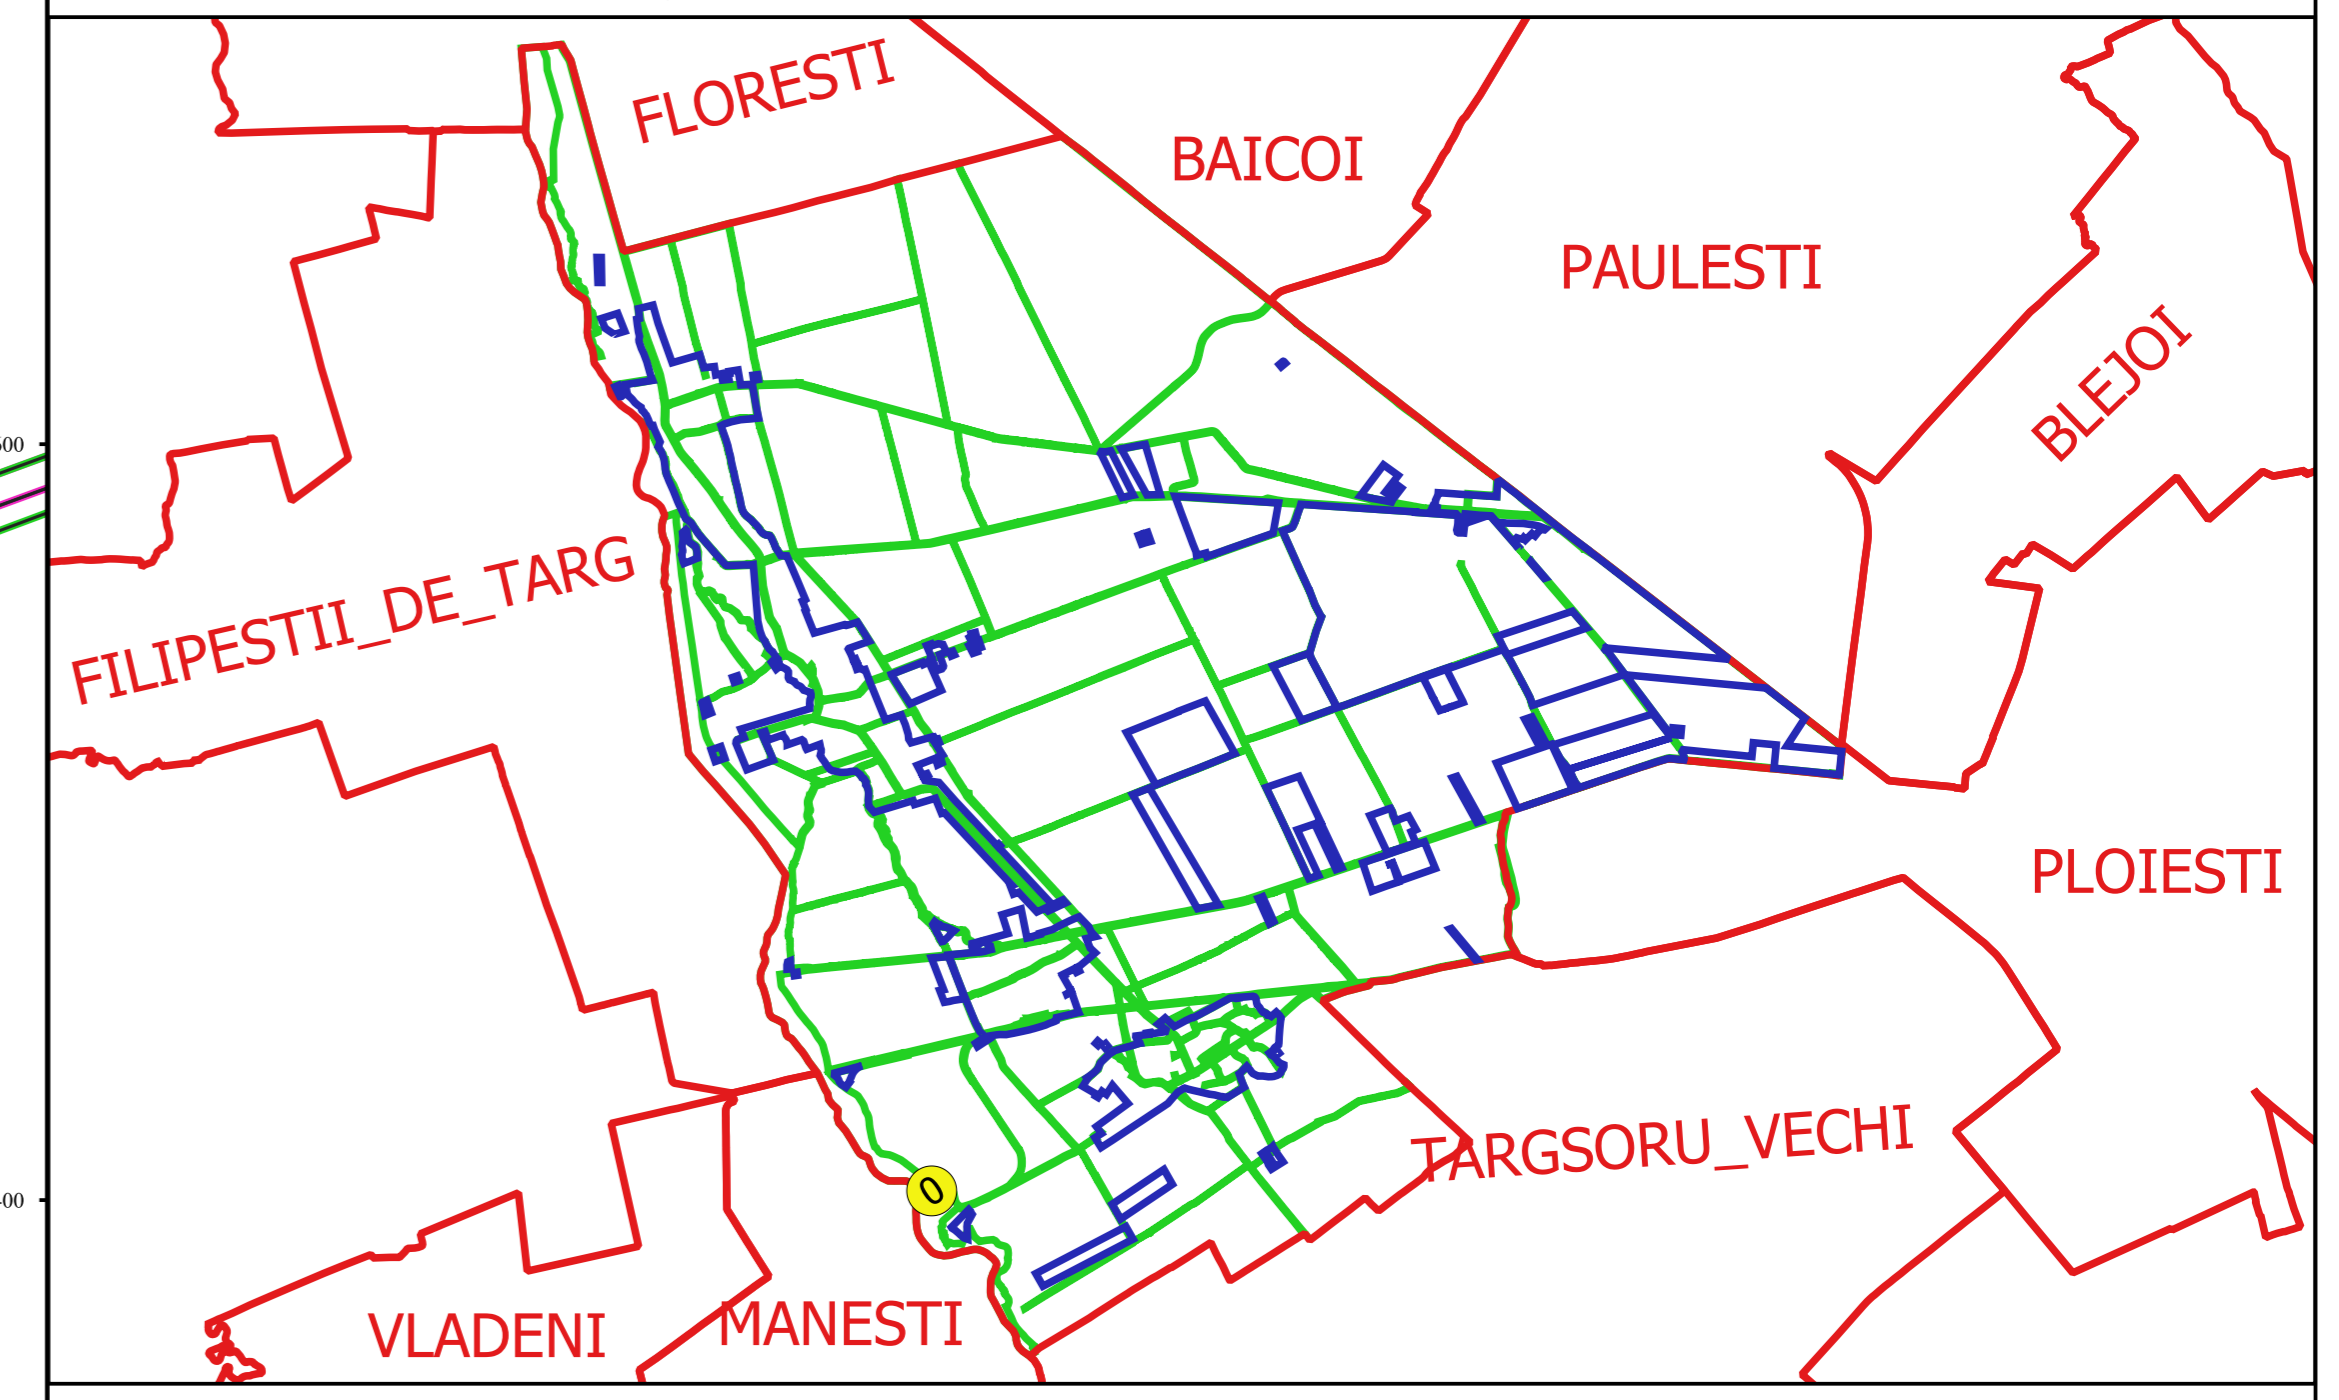 FLORESTI
BAICOI
PAULESTI
BLEJOI
FILIPESTII_DE_TARG
PLOIESTI
TARGSORU_VECHI
0
VLADENI
MANESTI